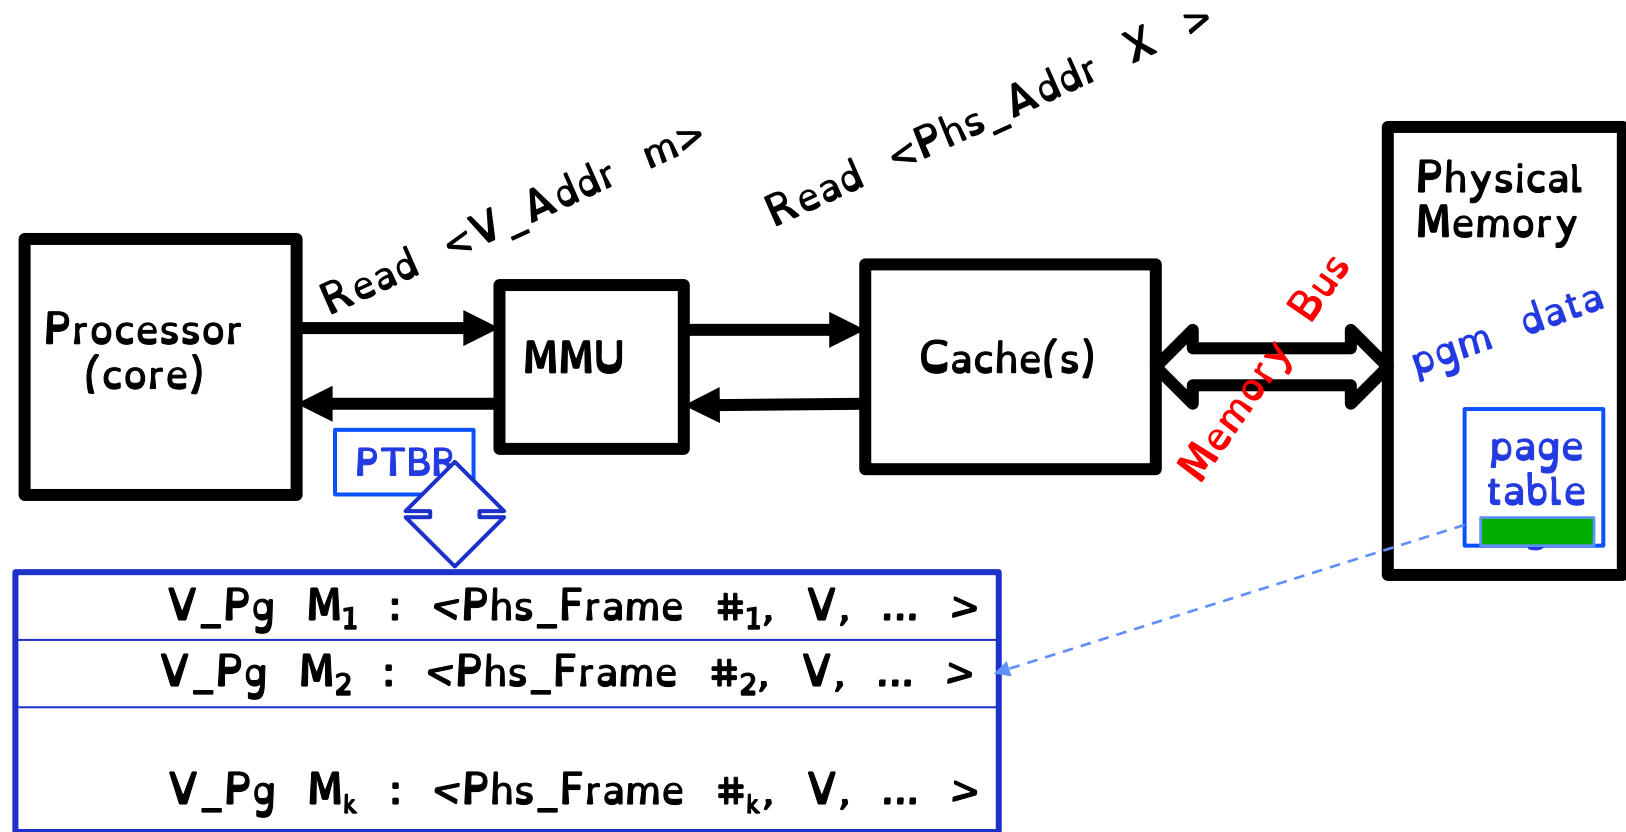 Read <Phs_Addr X >
Read <V_Addr m>
Physical
Memory
Processor
(core)
MMU
Cache(s)
Memory Bus
pgm data
PTBR
page
table
V_Pg M₁ : <Phs_Frame #₁, V, ... >
V_Pg M₂ : <Phs_Frame #₂, V, ... >
V_Pg Mₖ : <Phs_Frame #ₖ, V, ... >